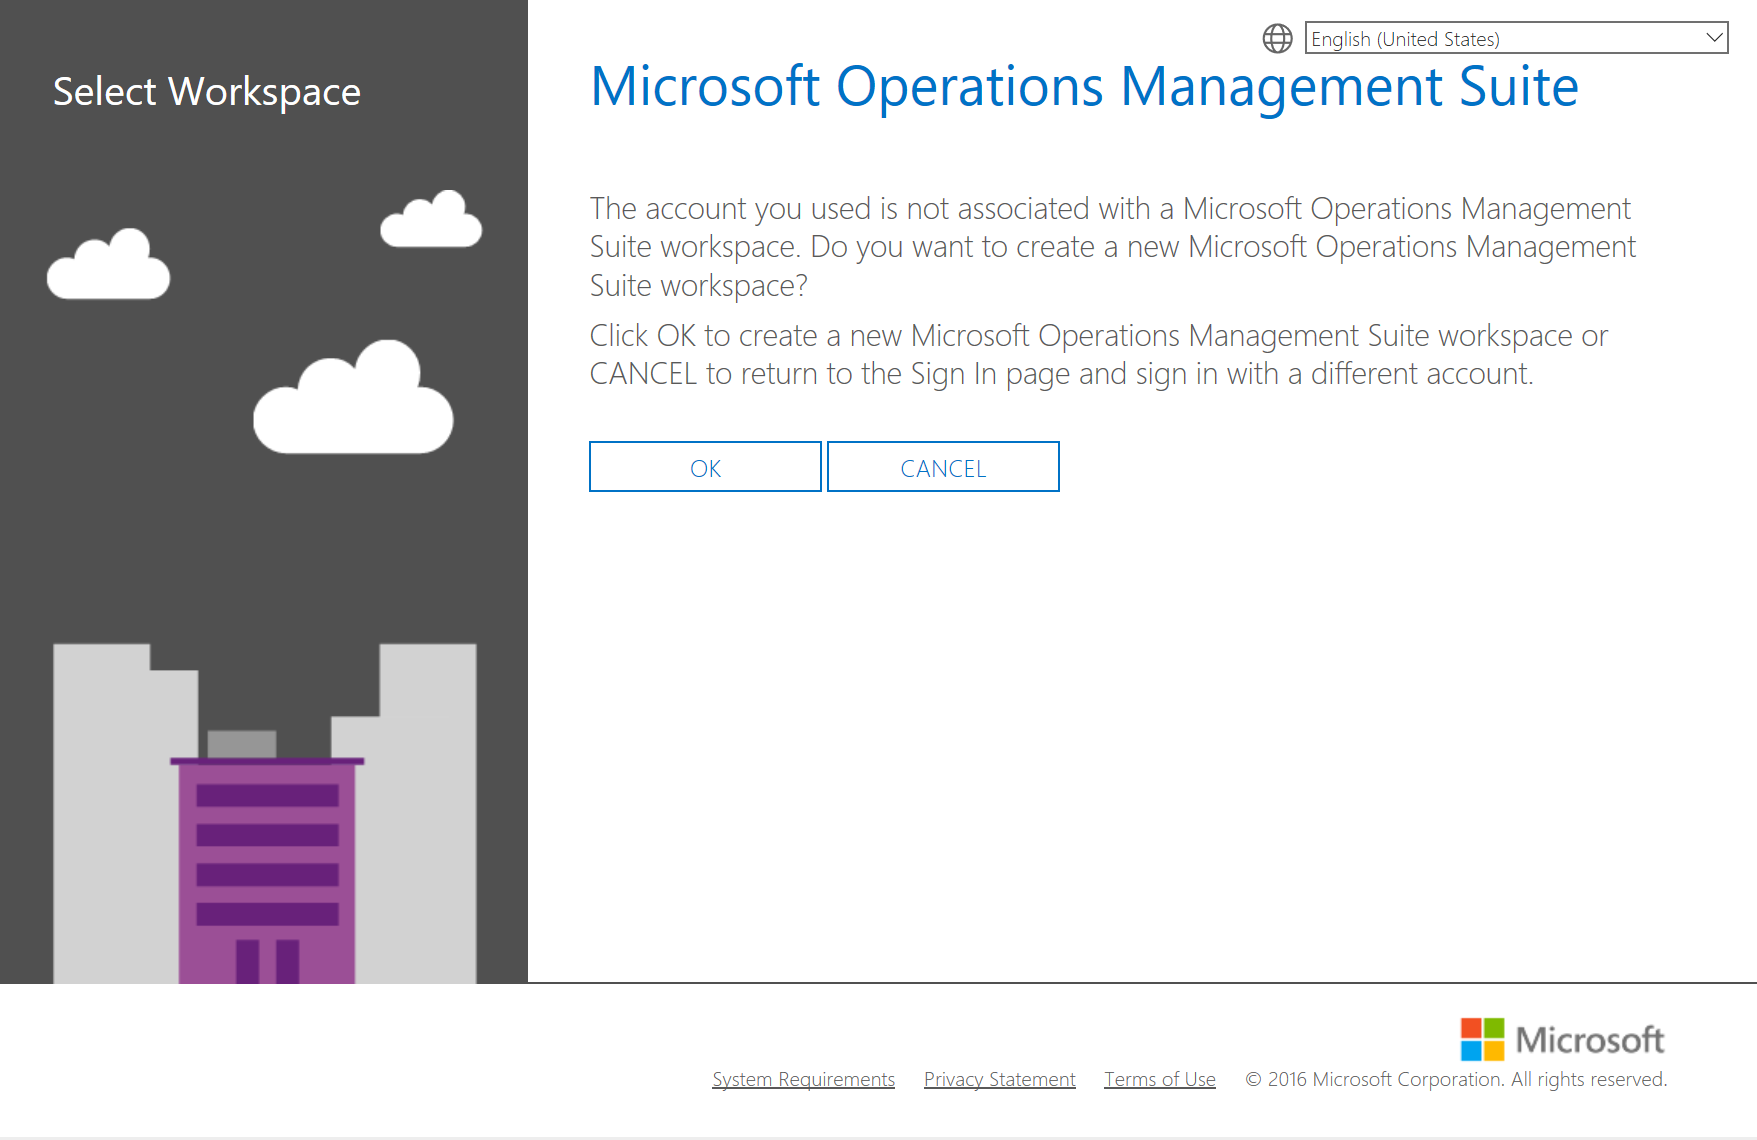 Select Workspace
English (United States)
Microsoft Operations Management Suite
The account you used is not associated with a Microsoft Operations Management
Suite workspace. Do you want to create a new Microsoft Operations Management
Suite workspace?
Click OK to create a new Microsoft Operations Management Suite workspace or
CANCEL to return to the Sign In page and sign in with a different account.
OK CANCEL
Microsoft
System Requirements Privacy Statement Terms of Use © 2016 Microsoft Corporation. All rights reserved.